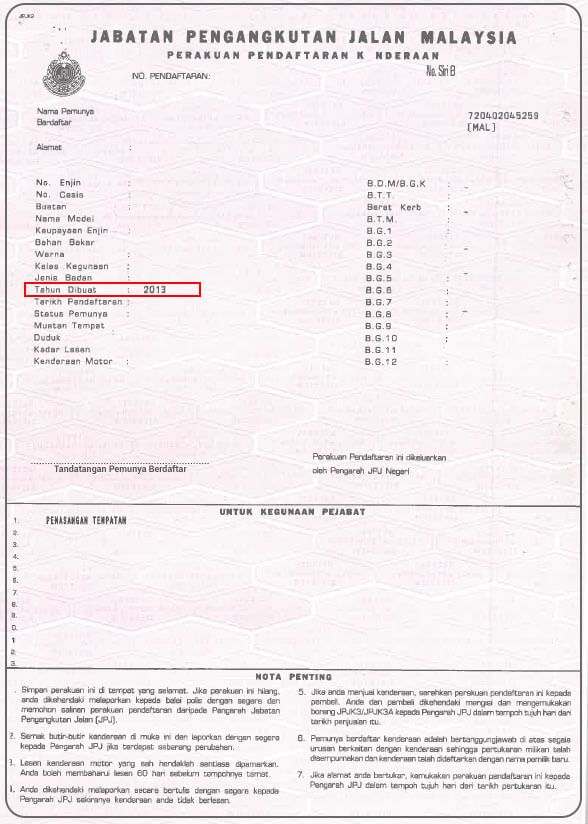 JPJK2
JABATAN PENGANGKUTAN JALAN MALAYSIA
PERAKUAN PENDAFTARAN K NDERAAN
NO. PENDAFTARAN:
No. Siri B
Nama Pemunya
Berdaftar
720402045259
(MAL)
Alamat :
No. Enjin : B.D.M/B.G.K : -
No. Casis : B.T.T. :
Buatan : Berat Kerb : -
Nama Model B.T.M. :
Keupayaan Enjin : B.G.1 : -
Bahan Bakar B.G.2 :
Warna : B.G.3 : -
Kelas Kegunaan : B.G.4 :
Jenis Badan : B.G.5 : -
Tahun Dibuat : 2013 B.G.6 :
Tarikh Pendaftaran : B.G.7 :
Status Pemunya : B.G.8 : -
Muatan Tempat B.G.9 :
Duduk : B.G.10 :
Kadar Lesen B.G.11
Kenderaan Motor : B.G.12 :
Tandatangan Pemunya Berdaftar
Perakuan Pendaftaran ini dikeluarkan
oleh Pengarah JPJ Negeri
UNTUK KEGUNAAN PEJABAT
1. PEMASANGAN TEMPATAN
2.
3.
4.
5.
6.
7.
8.
9.
0.
1
2.
3.
NOTA PENTING
. Simpan perakuan ini di tempat yang selamat. Jika perakuan ini hilang,
anda dikehendaki melaporkan kepada balai polis dengan segera dan
memohon salinan perakuan pendaftaran daripada Pengarah Jabatan
Pengangkutan Jalan (JPJ).
2. Semak butir-butir kenderaan di muka ini dan laporkan dengan segera
kepada Pengarah JPJ jika terdapat sebarang perubahan.
3. Lesen kenderaan motor yang sah hendaklah sentiasa dipamerkan.
Anda boleh membaharui lesen 60 hari sebelum tempohnya tamat.
4. Anda dikehendaki melaporkan secara bertulis dengan segera kepada
Pengarah JPJ sekiranya kenderaan anda tidak berlesen.
5. Jika anda menjual kenderaan, serahkan perakuan pendaftaran ini kepada
pembeli. Anda dan pembeli dikehendaki mengisi dan mengemukakan
borang JPJK3/JPJK3A kepada Pengarah JPJ dalam tempoh tujuh hari dari
tarikh penjualan itu.
6. Pemunya berdaftar kenderaan adalah bertanggungjawab di atas segala
urusan berkaitan dengan kenderaan sehingga pertukaran milikan telah
disempurnakan dan kenderaan telah didaftarkan dengan nama pemilik baru.
7. Jika alamat anda bertukar, kemukakan perakuan pendaftaran ini kepada
Pengarah JPJ dalam tempoh tujuh hari dari tarikh pertukaran itu.